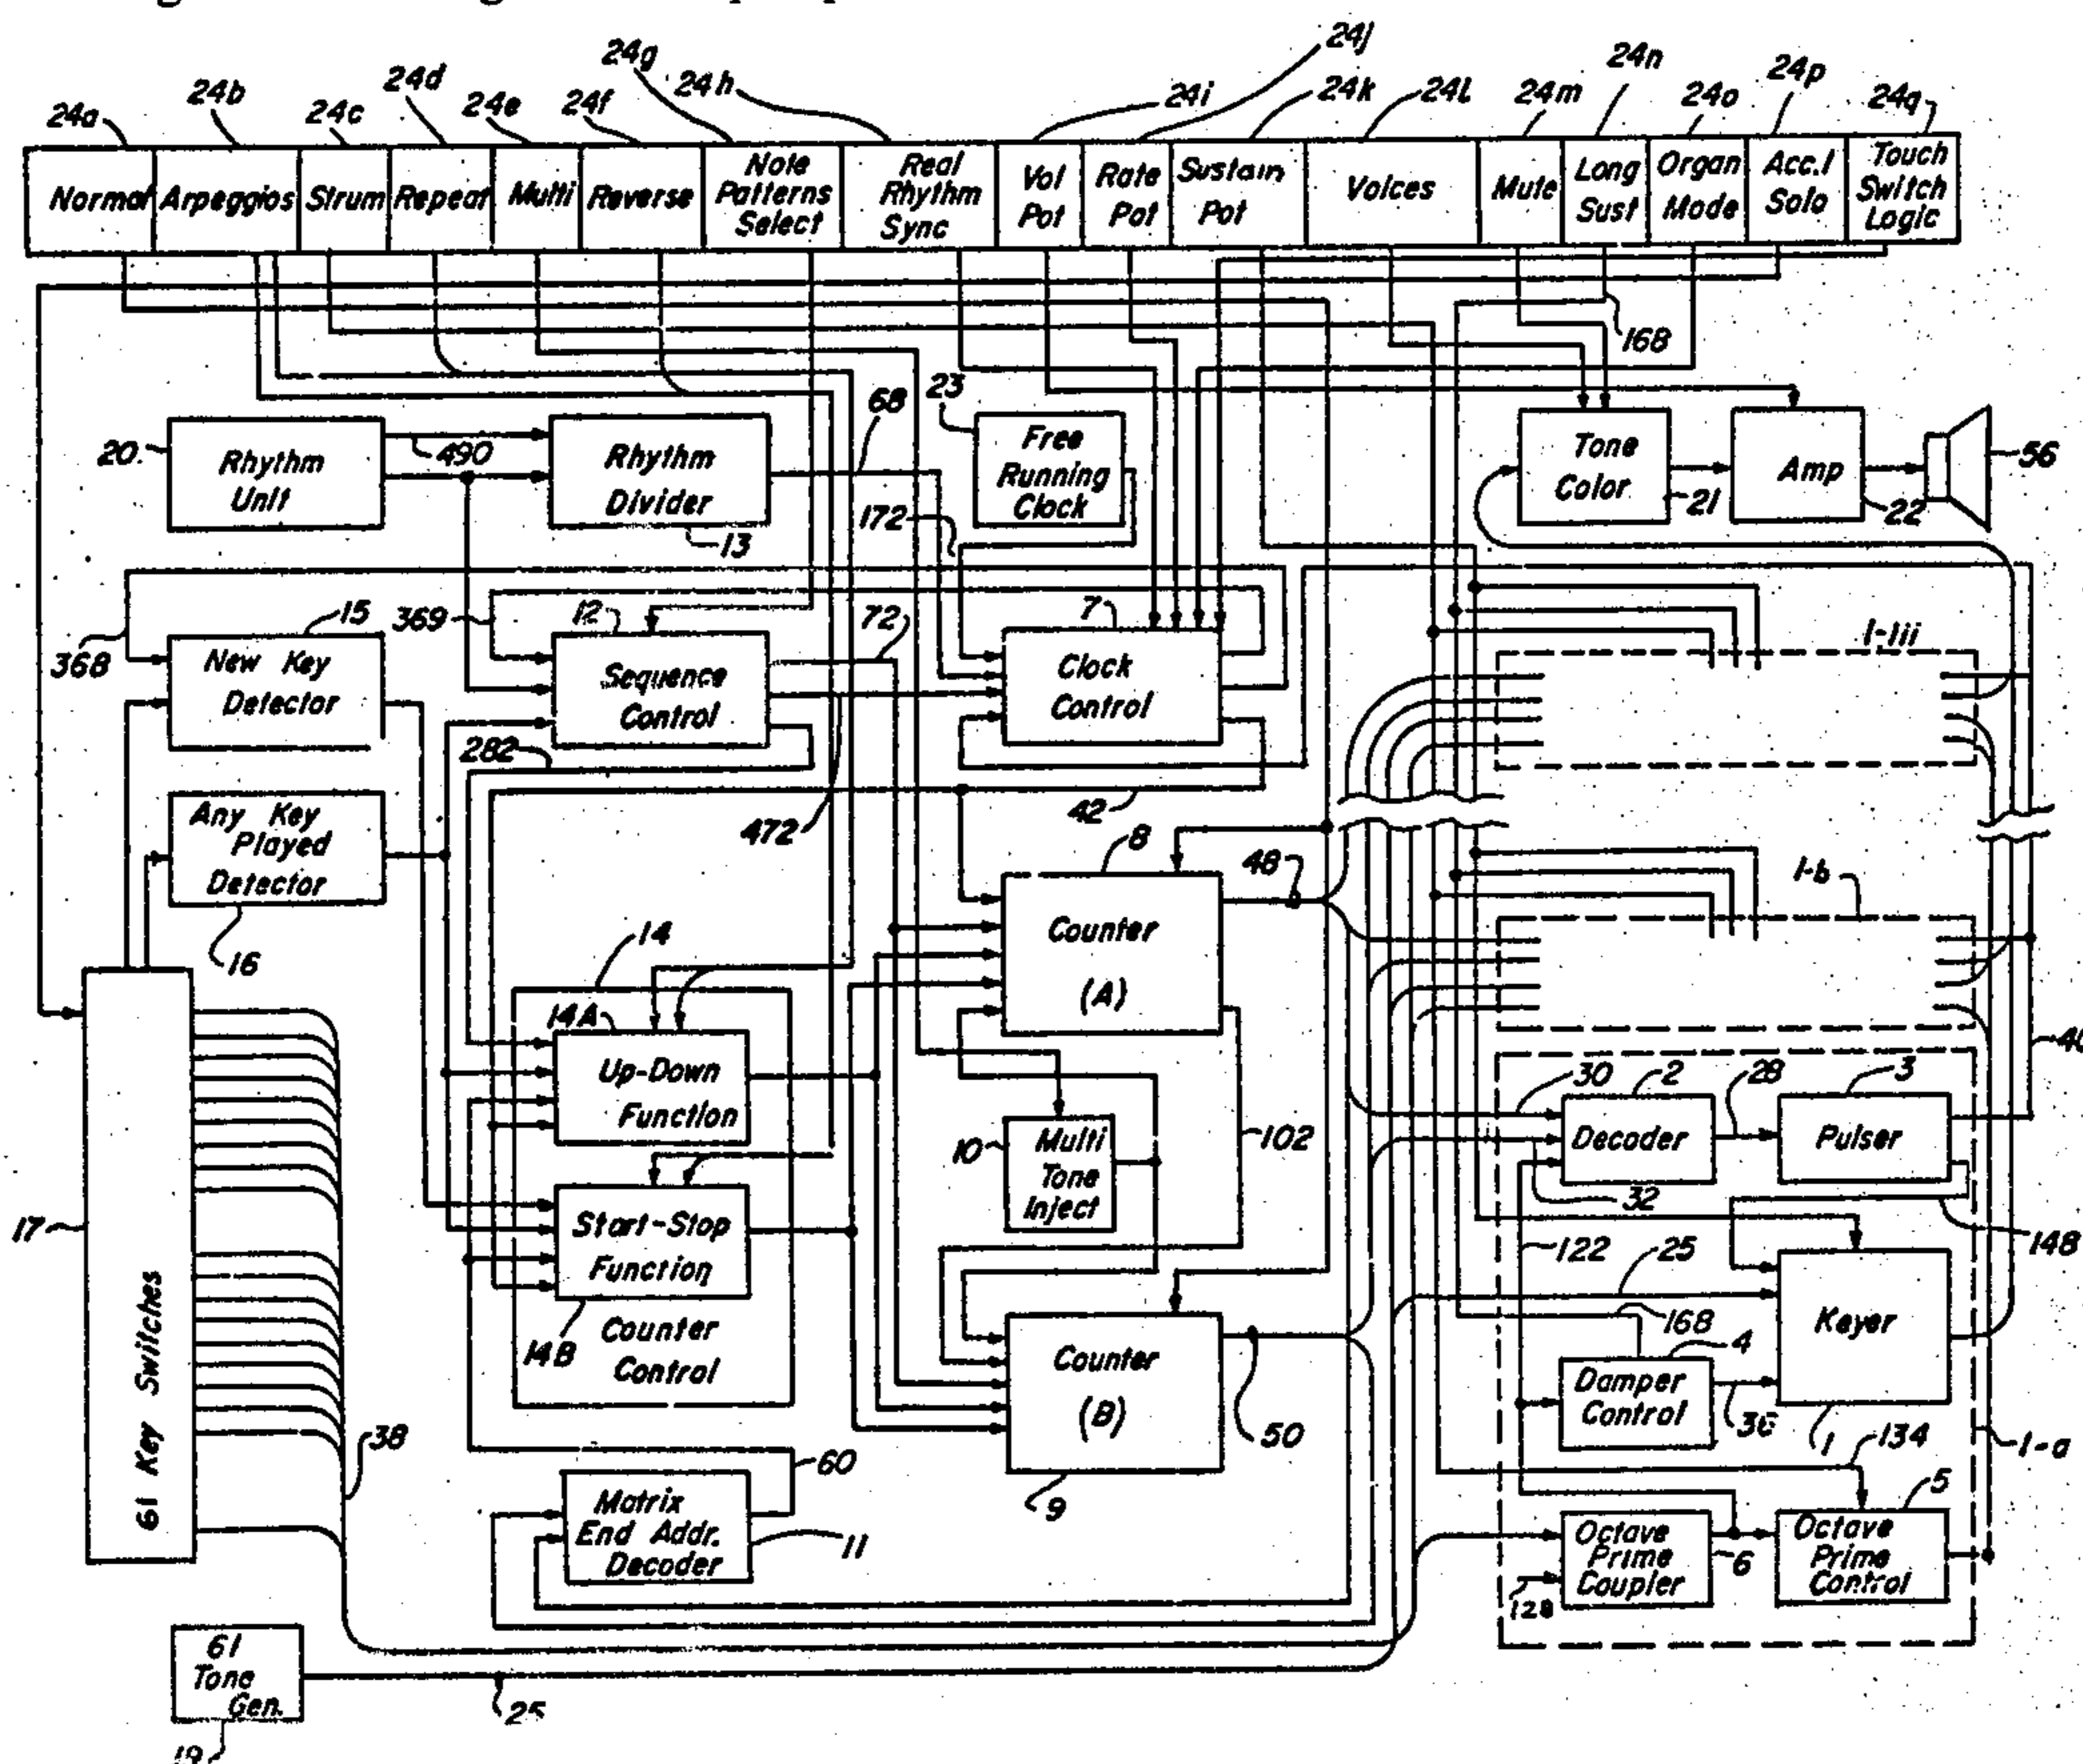 24a
24b
24c
24d
24e
24f
24g
24h
24i
24j
24k
24l
24m
24n
24o
24p
24q
Normal
Arpeggios
Strum
Repeat
Multi
Reverse
Note
Patterns
Select
Real
Rhythm
Sync
Vol
Pot
Rate
Pot
Sustain
Pot
Voices
Mute
Long
Sust
Organ
Mode
Acc.1
Solo
Touch
Switch
Logic
168
20
Rhythm
Unit
490
Rhythm
Divider
13
68
23
Free
Running
Clock
172
Tone
Color
21
Amp
22
56
368
15
New Key
Detector
369
12
Sequence
Control
72
7
Clock
Control
1-1ii
282
472
42
Any Key
Played
Detector
16
8
Counter
(A)
48
1-b
14
14A
Up-Down
Function
10
Multi
Tone
Inject
102
30
2
Decoder
28
3
Pulser
40
32
148
17
61 Key Switches
Start-Stop
Function
14B
Counter
Control
122
25
168
Keyer
1
4
Damper
Control
36
134
1-a
Counter
(B)
9
50
38
60
Matrix
End Addr.
Decoder
11
Octave
Prime
Coupler
6
128
5
Octave
Prime
Control
61
Tone
Gen.
19
25